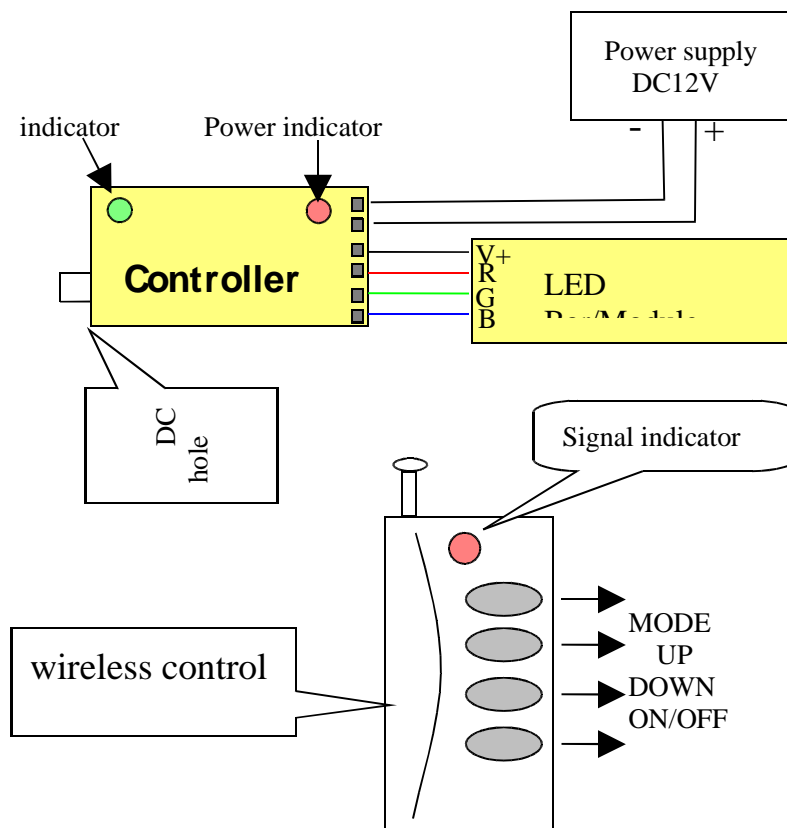 Power supply
DC12V
- +
indicator
Power indicator
Controller
V+
R
G
B
LED
DC
hole
Signal indicator
wireless control
MODE
UP
DOWN
ON/OFF